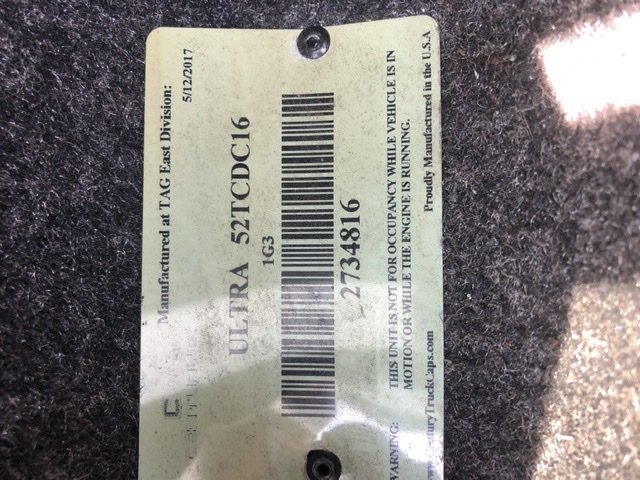 Manufactured at TAG East Division:
5/12/2017
ULTRA 52TCDC16
1G3
2734816
WARNING: THIS UNIT IS NOT FOR OCCUPANCY WHILE VEHICLE IS IN
MOTION OR WHILE THE ENGINE IS RUNNING.
Proudly Manufactured in the U.S.A